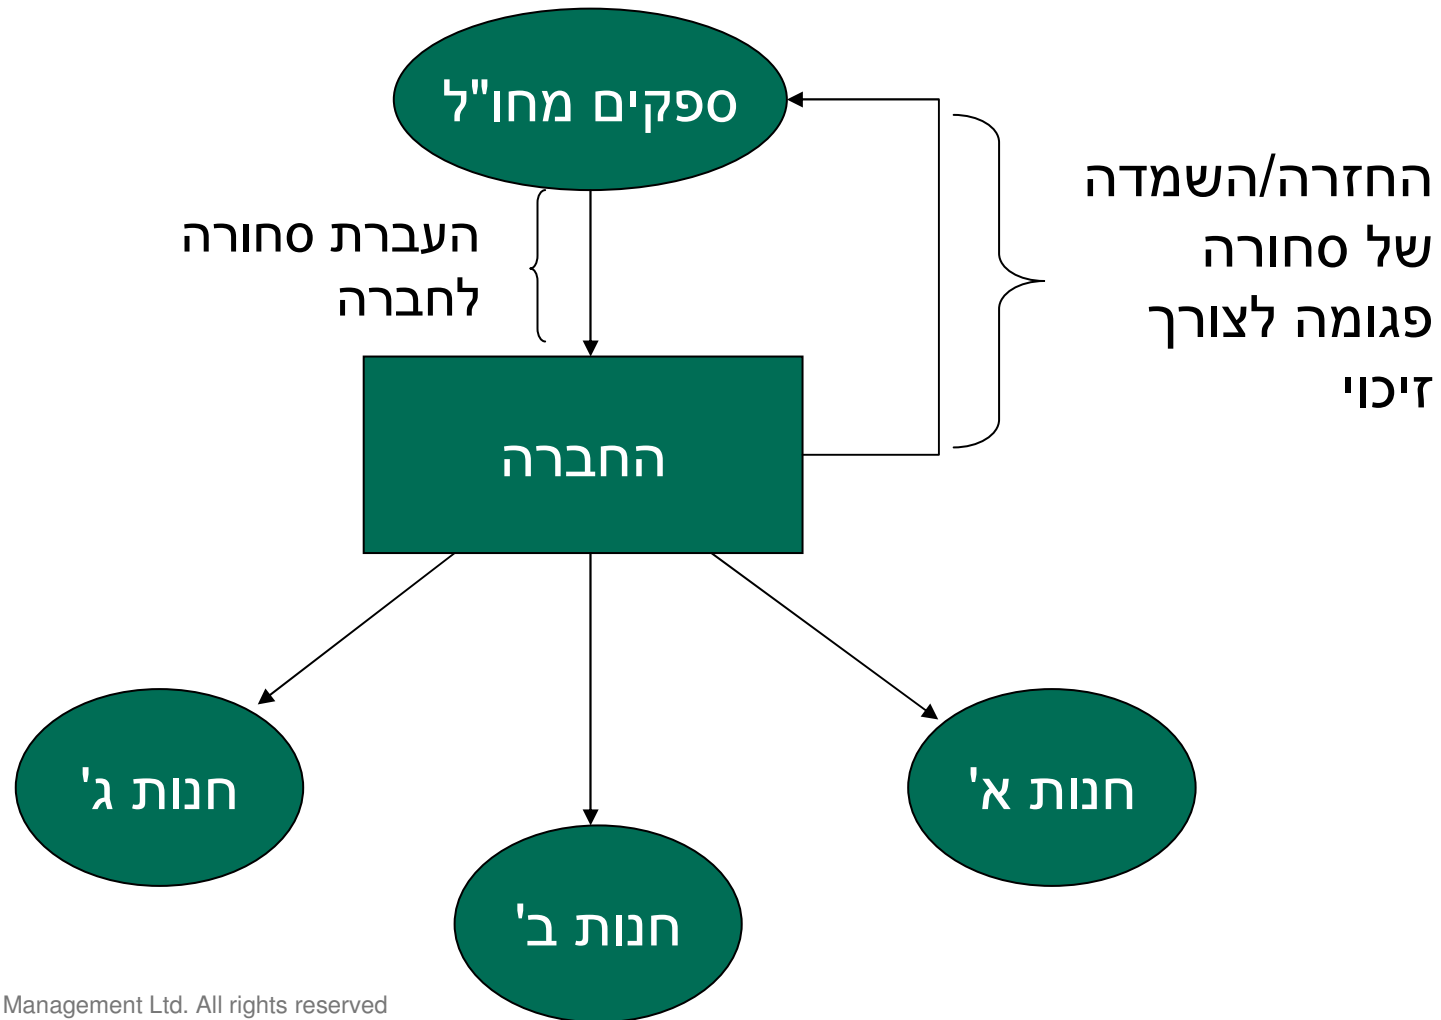 ספקים מחו"ל
החזרה/השמדה
של סחורה
פגומה לצורך
זיכוי
העברת סחורה
לחברה
החברה
חנות א'
חנות ב'
חנות ג'
Management Ltd. All rights reserved